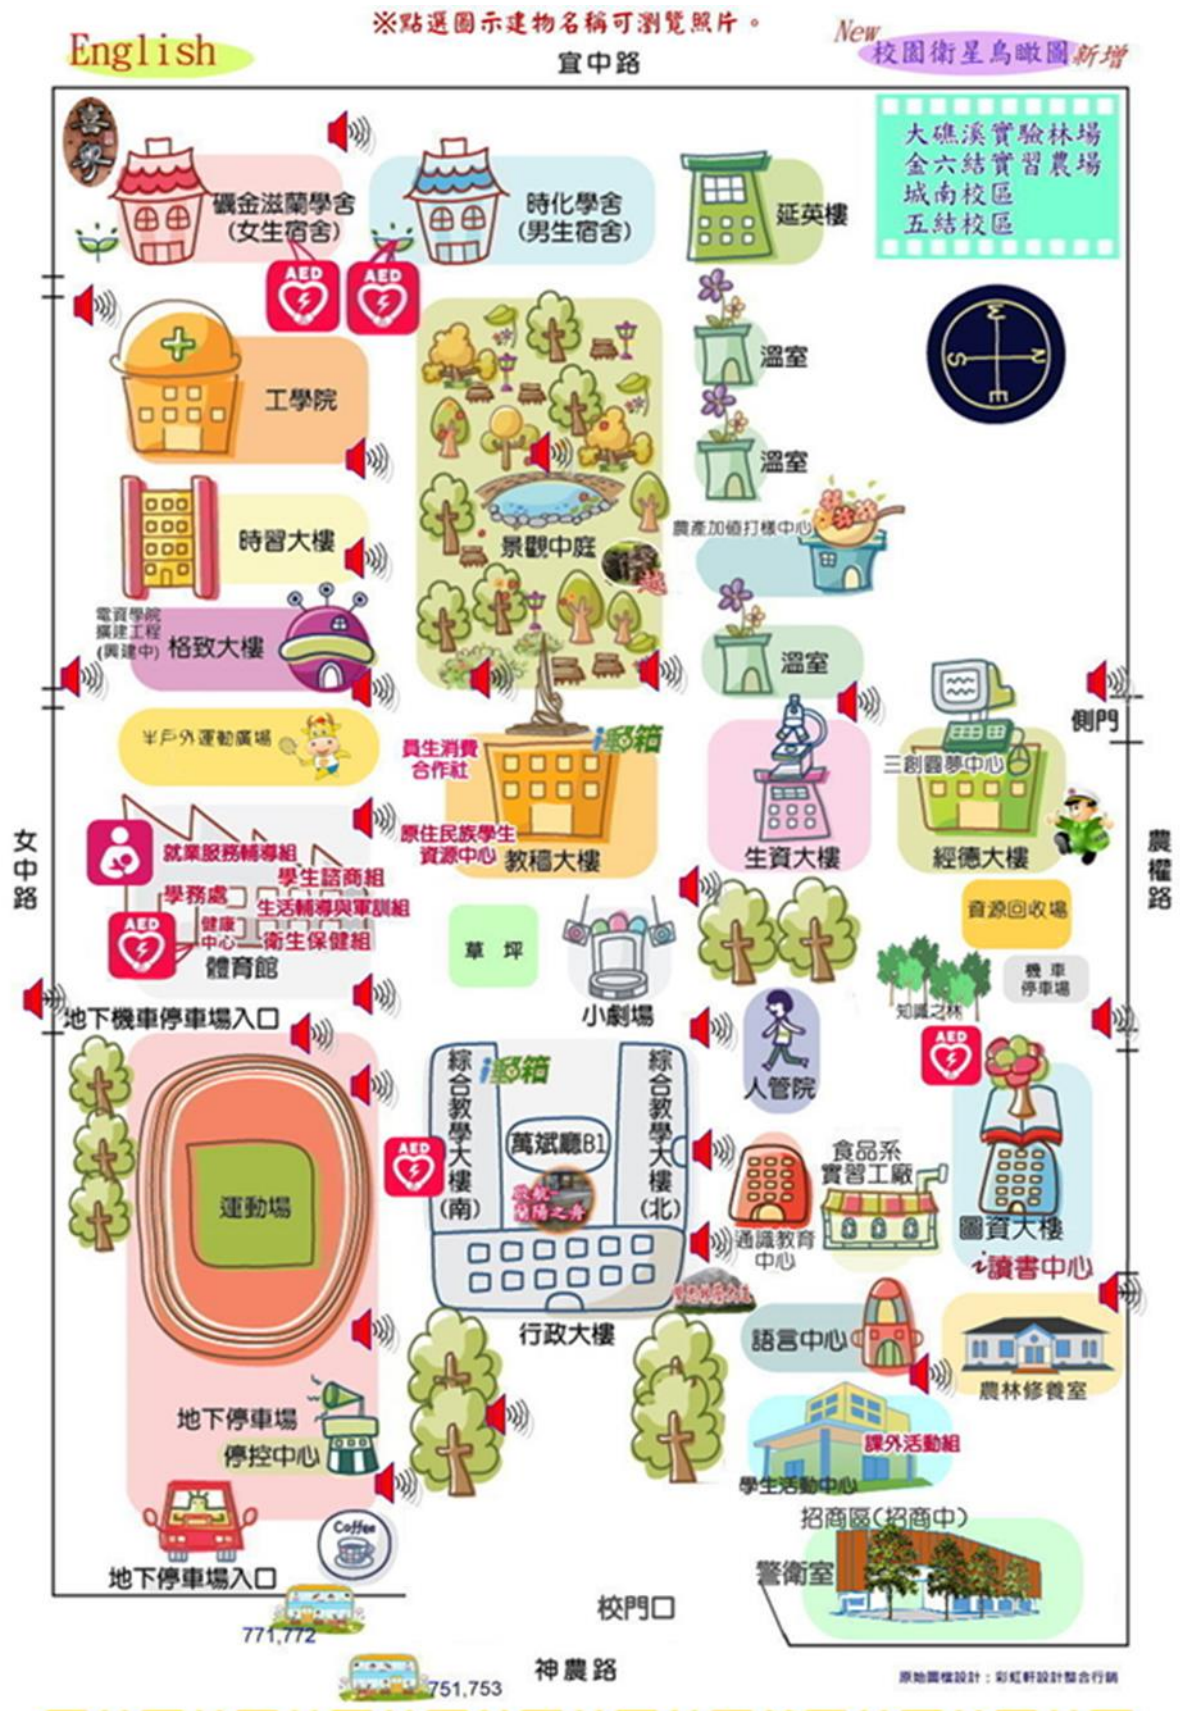 ※點選圖示建物名稱可瀏覽照片。
English
New
校園衛星鳥瞰圖新增
宜中路
大礁溪實驗林場
金六結實習農場
城南校區
五結校區
礪金滋蘭學舍
(女生宿舍)
時化學舍
(男生宿舍)
延英樓
AED
AED
溫室
工學院
溫室
時習大樓
景觀中庭
農產加值打樣中心
電資學院
擴建工程
(興建中)
格致大樓
溫室
側門
半戶外運動廣場
員生消費
合作社
i郵箱
三創圓夢中心
原住民族學生
資源中心
教穡大樓
生資大樓
經德大樓
女中路
農權路
就業服務輔導組
學生諮商組
學務處
生活輔導與軍訓組
AED
健康
中心
衛生保健組
體育館
草坪
小劇場
資源回收場
機車
停車場
知識之林
地下機車停車場入口
AED
綜合教學大樓(南)
i郵箱
綜合教學大樓(北)
人管院
萬斌廳B1
AED
蘭陽之舟
運動場
食品系
實習工廠
通識教育
中心
圖資大樓
i讀書中心
行政大樓
語言中心
農林修養室
地下停車場
停控中心
課外活動組
學生活動中心
Coffee
招商區(招商中)
警衛室
地下停車場入口
校門口
771,772
神農路
751,753
原始圖檔設計：彩虹軒設計整合行銷
N
E
S
W